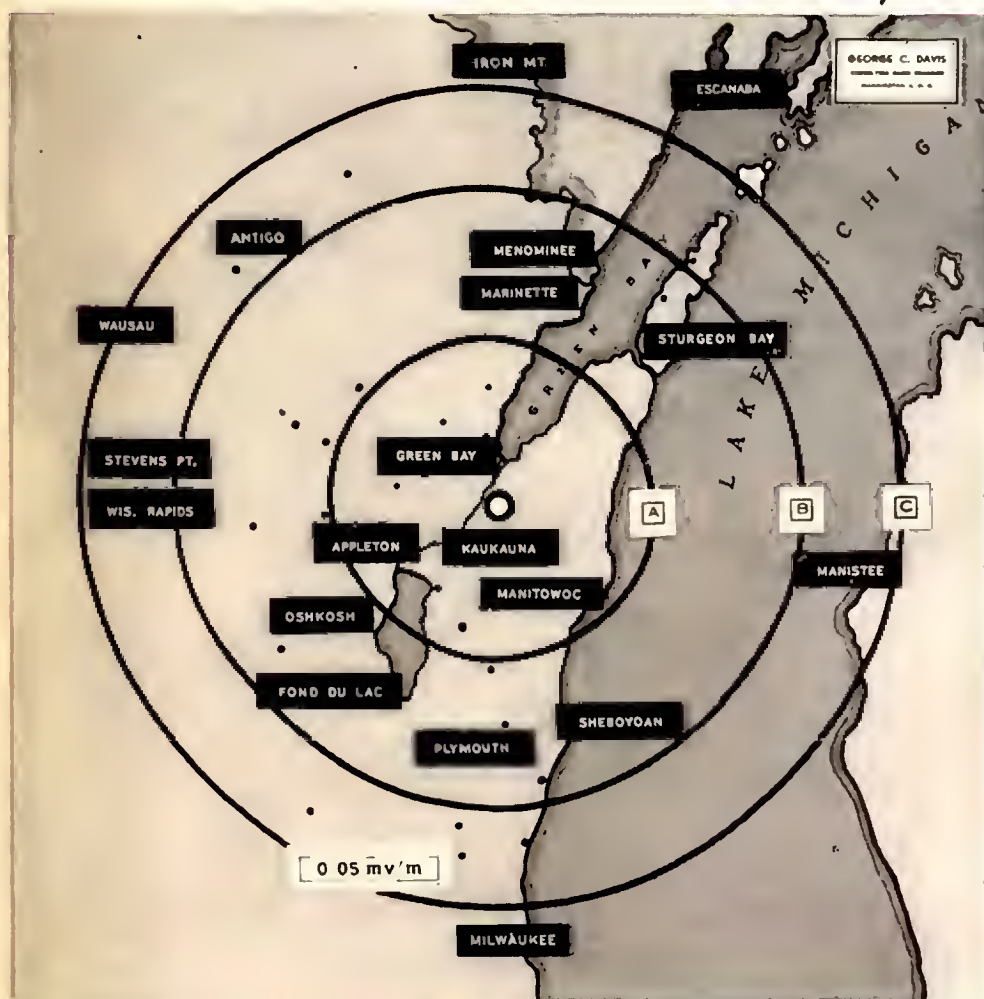 IRON MT.
GEORGE C. DAVIS
ESCANABA
ANTIGO
MENOMINEE
MARINETTE
WAUSAU
STURGEON BAY
GREEN BAY
LAKE MICHIGAN
STEVENS PT.
GREEN BAY
WIS. RAPIDS
A
B
C
APPLETON
KAUKAUNA
MANISTEE
MANITOWOC
OSHKOSH
FOND DU LAC
SHEBOYDAN
PLYMOUTH
[0 05 mv'm]
MILWAUKEE